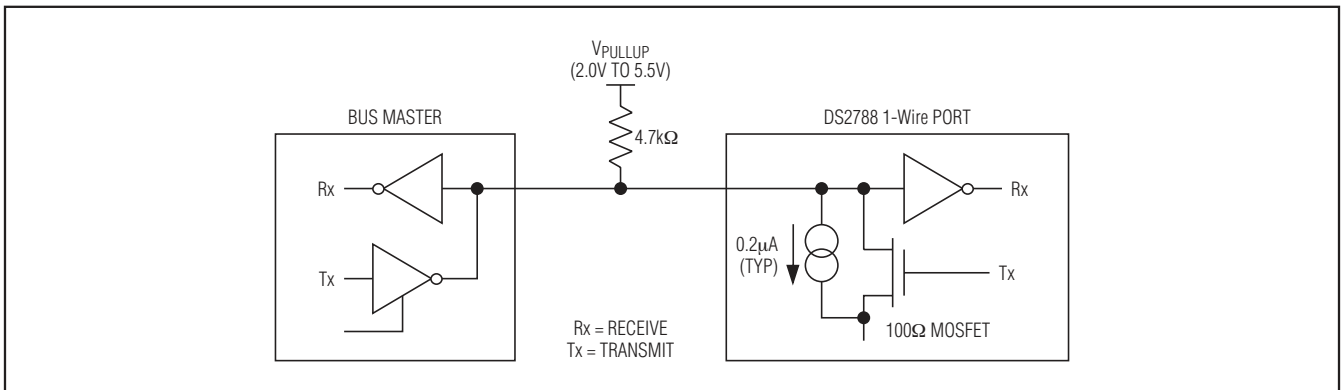 VPULLUP
(2.0V TO 5.5V)
BUS MASTER
DS2788 1-Wire PORT
4.7kΩ
Rx
Rx
0.2µA
(TYP)
Tx
Tx
Rx = RECEIVE
Tx = TRANSMIT
100Ω MOSFET